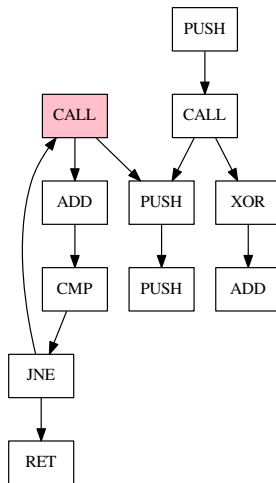 PUSH
CALL CALL
ADD PUSH XOR
CMP PUSH ADD
JNE
RET